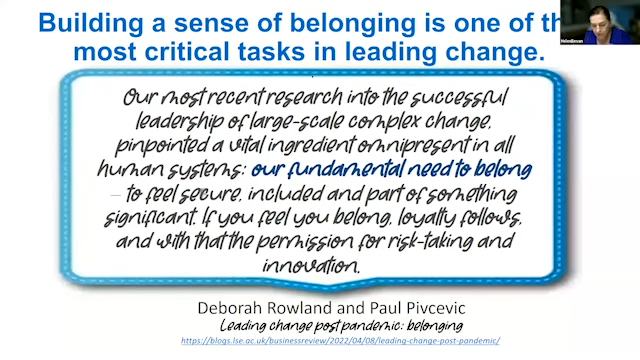 Building a sense of belonging is one of th
most critical tasks in leading change.
Our most recent research into the successful
leadership of large-scale complex change,
pinpointed a vital ingredient omnipresent in all
human systems: our fundamental need to belong
– to feel secure, included and part of something
significant. If you feel you belong, loyalty follows,
and with that the permission for risk-taking and
innovation.
Deborah Rowland and Paul Pivcevic
Leading change post pandemic: belonging
https://blogs.lse.ac.uk/businessreview/2022/04/08/leading-change-post-pandemic/